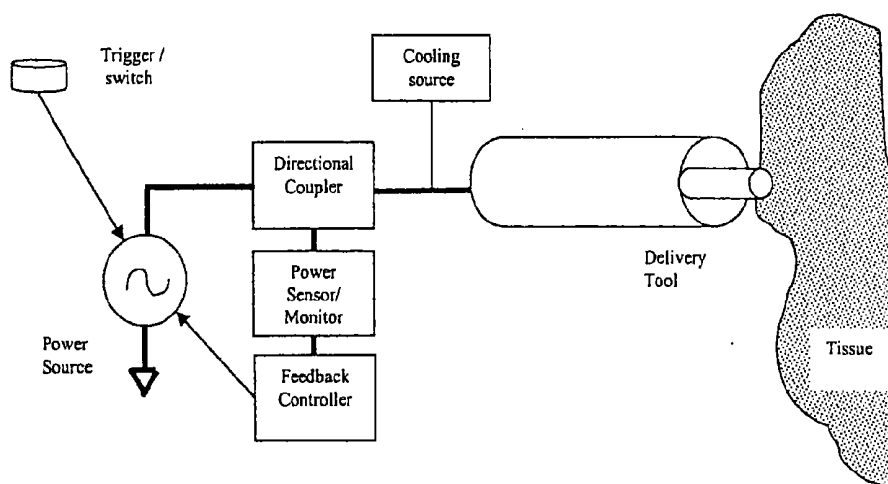 Trigger /
switch
Cooling
source
Directional
Coupler
Delivery
Tool
Power
Sensor/
Monitor
Power
Source
Feedback
Controller
Tissue